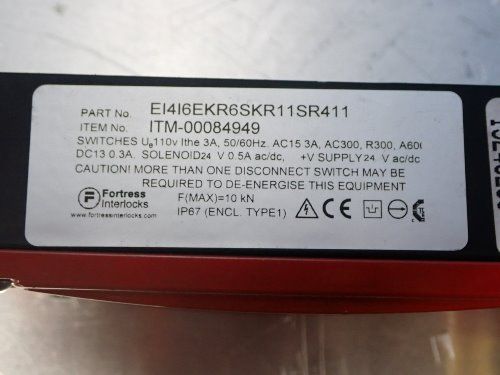 PART No. EI4I6EKR6SKR11SR411
ITEM No. ITM-00084949
SWITCHES Ue110v Ithe 3A, 50/60Hz. AC15 3A, AC300, R300, A600
DC13 0.3A. SOLENOID24 V 0.5A ac/dc, +V SUPPLY24 V ac/dc
CAUTION! MORE THAN ONE DISCONNECT SWITCH MAY BE
REQUIRED TO DE-ENERGISE THIS EQUIPMENT
Fortress
Interlocks
www.fortressinterlocks.com
F(MAX)=10 kN
IP67 (ENCL. TYPE1)
CE